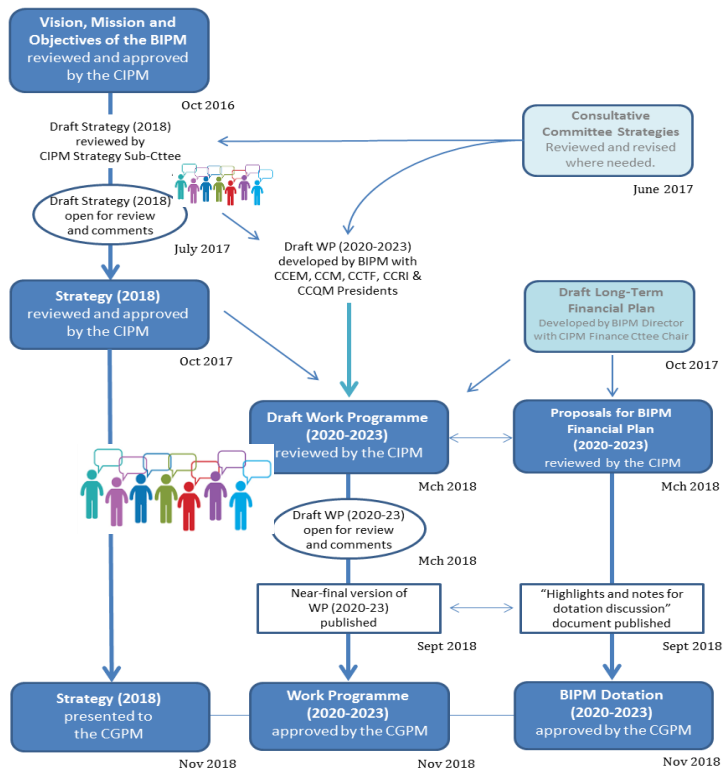 Vision, Mission and
Objectives of the BIPM
reviewed and approved
by the CIPM
Oct 2016
Draft Strategy (2018)
reviewed by
CIPM Strategy Sub-Cttee
Consultative
Committee Strategies
Reviewed and revised
where needed.
June 2017
Draft Strategy (2018)
open for review
and comments
July 2017
Draft WP (2020-2023)
developed by BIPM with
CCEM, CCM, CCTF, CCRI &
CCQM Presidents
Strategy (2018)
reviewed and approved
by the CIPM
Oct 2017
Draft Long-Term
Financial Plan
Developed by BIPM Director
with CIPM Finance Cttee Chair
Oct 2017
Draft Work Programme
(2020-2023)
reviewed by the CIPM
Mch 2018
Proposals for BIPM
Financial Plan
(2020-2023)
reviewed by the CIPM
Mch 2018
Draft WP (2020-23)
open for review
and comments
Mch 2018
Near-final version of
WP (2020-23)
published
Sept 2018
“Highlights and notes for
dotation discussion”
document published
Sept 2018
Strategy (2018)
presented to
the CGPM
Nov 2018
Work Programme
(2020-2023)
approved by the CGPM
Nov 2018
BIPM Dotation
(2020-2023)
approved by the CGPM
Nov 2018